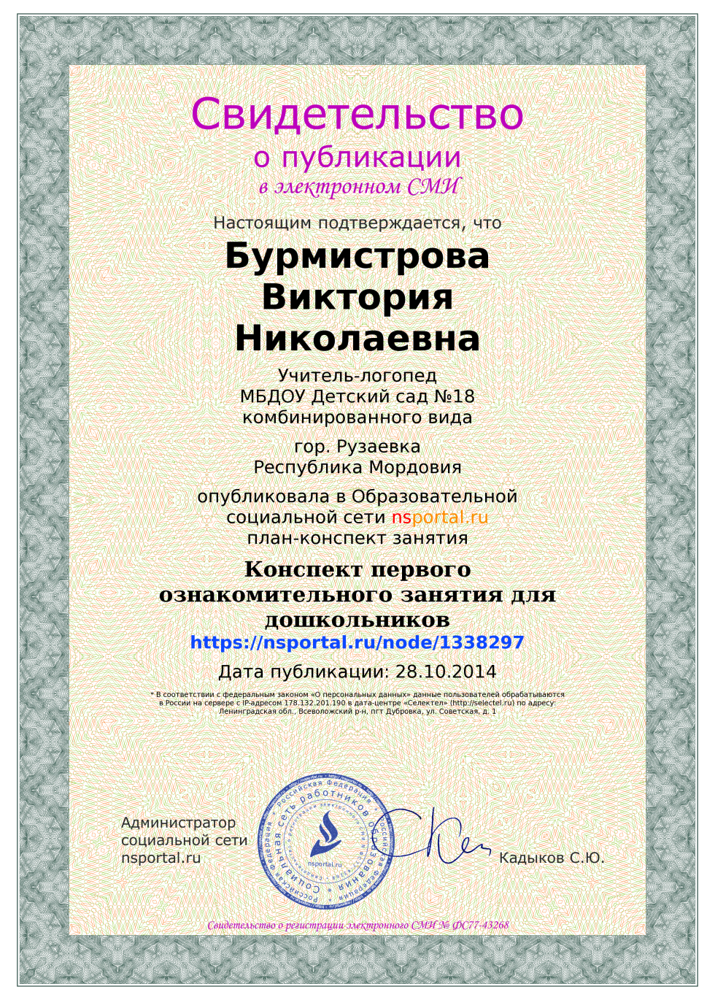 Свидетельство
о публикации
в электронном СМИ
Настоящим подтверждается, что
Бурмистрова
Виктория
Николаевна
Учитель-логопед
МБДОУ Детский сад №18
комбинированного вида
гор. Рузаевка
Республика Мордовия
опубликовала в Образовательной
социальной сети nsportal.ru
план-конспект занятия
Конспект первого
ознакомительного занятия для
дошкольников
https://nsportal.ru/node/1338297
Дата публикации: 28.10.2014
* В соответствии с федеральным законом «О персональных данных» данные пользователей обрабатываются
в России на сервере с IP-адресом 178.132.201.190 в дата-центре «Селектел» (http://selectel.ru) по адресу:
Ленинградская обл., Всеволожский р-н, пгт Дубровка, ул. Советская, д. 1
Администратор
социальной сети
nsportal.ru
Российская Федерация * Российская Федерация * Российская Федерация *
Социальная сеть работников образования *
nsportal.ru
Кадыков С.Ю.
Свидетельство о регистрации электронного СМИ № ФС77-43268